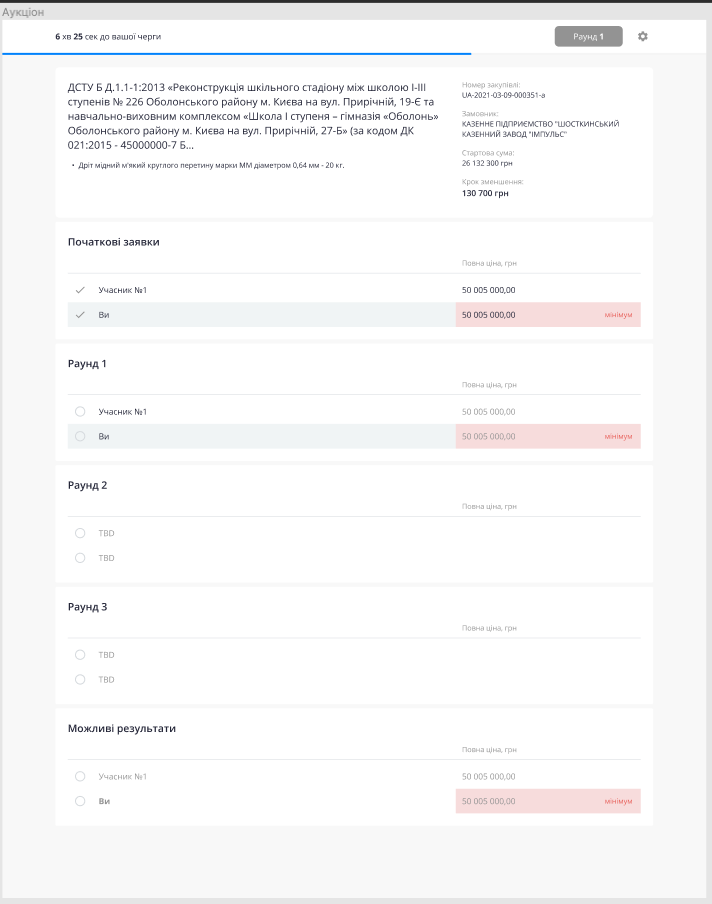 Аукціон
6 хв 25 сек до вашої черги
Раунд 1
ДСТУ Б Д.1.1-1:2013 «Реконструкція шкільного стадіону між школою І-ІІІ
ступенів № 226 Оболонського району м. Києва на вул. Прирічній, 19-Є та
навчально-виховним комплексом «Школа І ступеня – гімназія «Оболонь»
Оболонського району м. Києва на вул. Прирічній, 27-Б» (за кодом ДК
021:2015 - 45000000-7 Б...
• Дріт мідний м'який круглого перетину марки ММ діаметром 0,64 мм - 20 кг.
Номер закупівлі:
UA-2021-03-09-000351-a
Замовник:
КАЗЕННЕ ПІДПРИЄМСТВО "ШОСТКИНСЬКИЙ
КАЗЕННИЙ ЗАВОД "ІМПУЛЬС"
Стартова сума:
26 132 300 грн
Крок зменшення:
130 700 грн
Початкові заявки
Повна ціна, грн
Учасник №1 50 005 000,00
Ви 50 005 000,00 мінімум
Раунд 1
Повна ціна, грн
Учасник №1 50 005 000,00
Ви 50 005 000,00 мінімум
Раунд 2
Повна ціна, грн
TBD
TBD
Раунд 3
Повна ціна, грн
TBD
TBD
Можливі результати
Повна ціна, грн
Учасник №1 50 005 000,00
Ви 50 005 000,00 мінімум